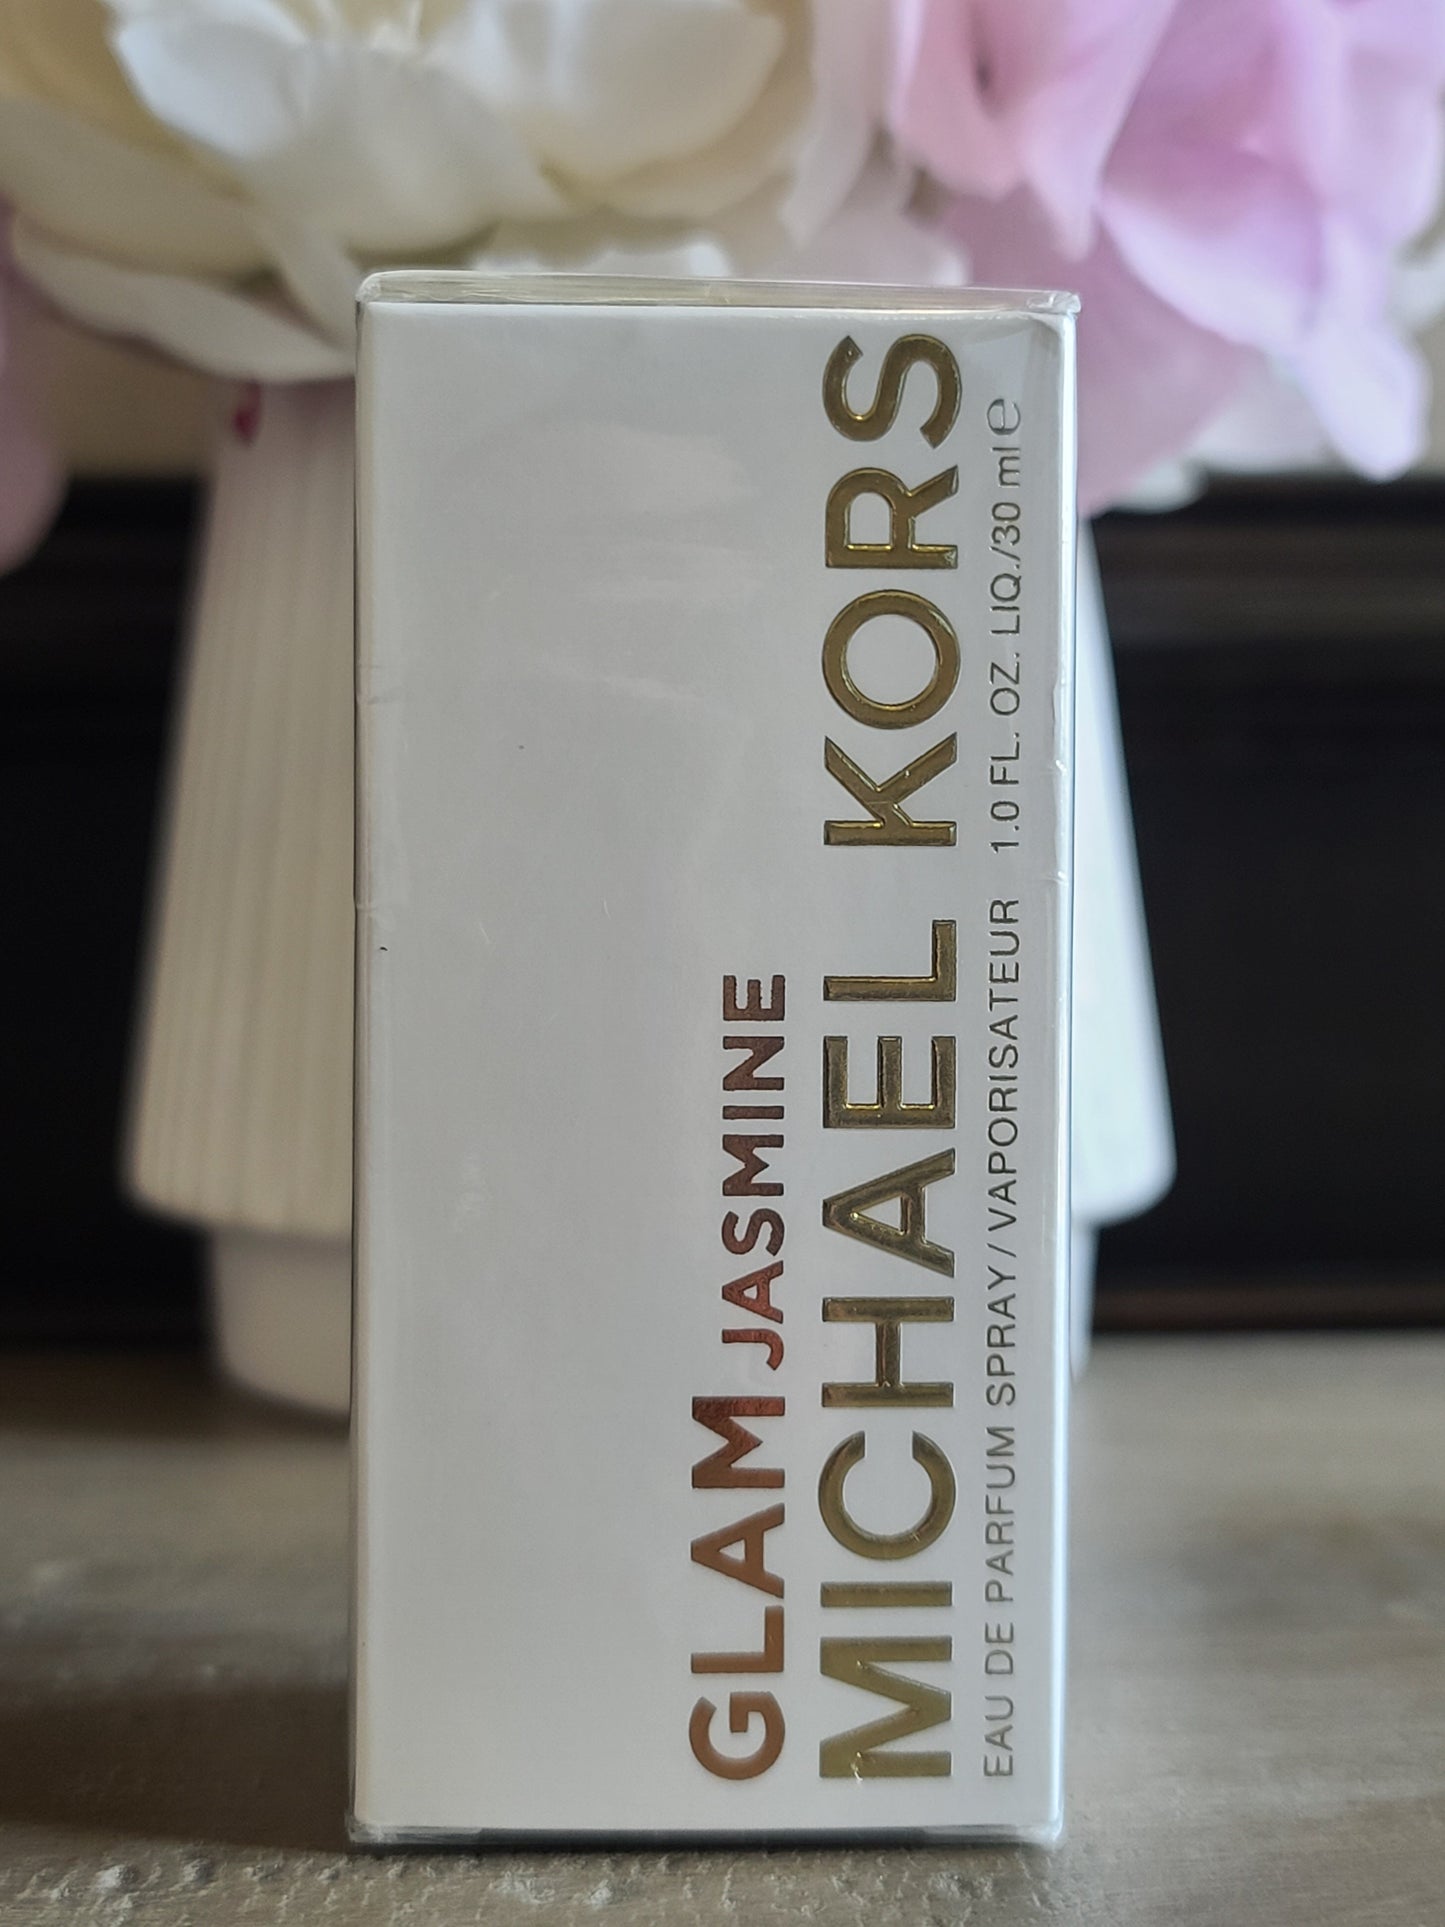 GLAM JASMINE
MICHAEL KORS
EAU DE PARFUM SPRAY / VAPORISATEUR 1.0 FL. OZ. LIQ./30 ml ℮